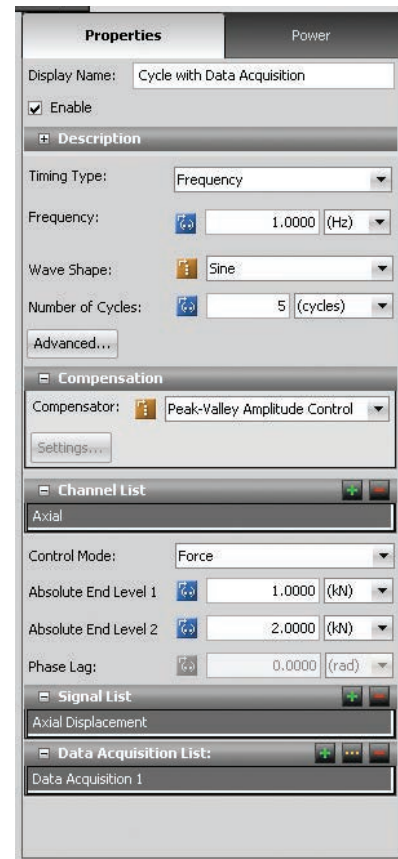 Properties Power
Display Name: Cycle with Data Acquisition
Enable
Description
Timing Type: Frequency
Frequency: 1.0000 (Hz)
Wave Shape: Sine
Number of Cycles: 5 (cycles)
Advanced...
Compensation
Compensator: Peak-Valley Amplitude Control
Settings...
Channel List
Axial
Control Mode: Force
Absolute End Level 1 1.0000 (kN)
Absolute End Level 2 2.0000 (kN)
Phase Lag: 0.0000 (rad)
Signal List
Axial Displacement
Data Acquisition List:
Data Acquisition 1